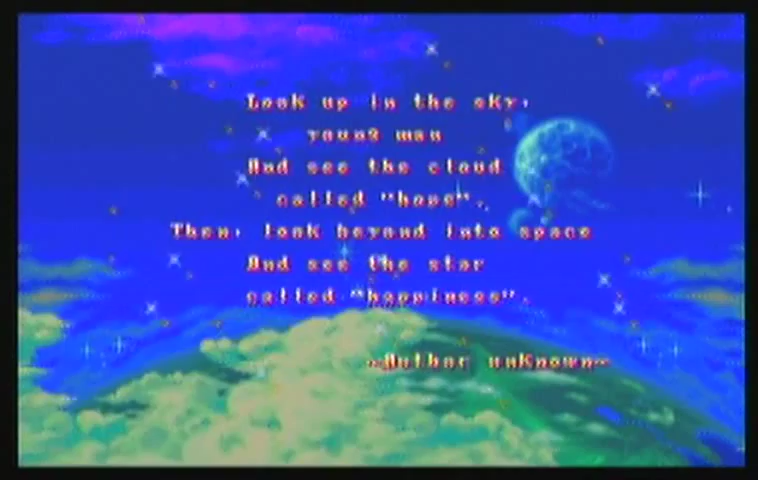 Look up in the sky,
young man
And see the cloud
called "hope".
Then, look beyond into space
And see the star
called "happiness".
~Author unKnown~